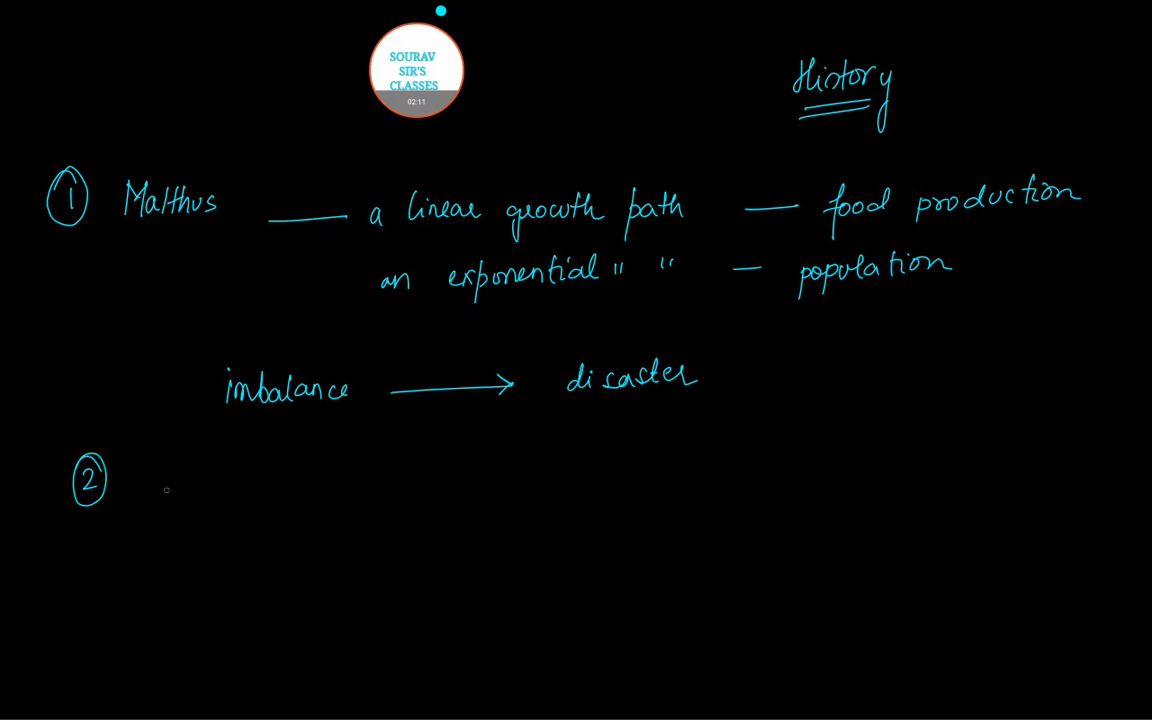 SOURAV
SIR'S
CLASSES
02:11
History
1 Malthus — a linear growth path — food production
an exponential " " — population
imbalance → disaster
2